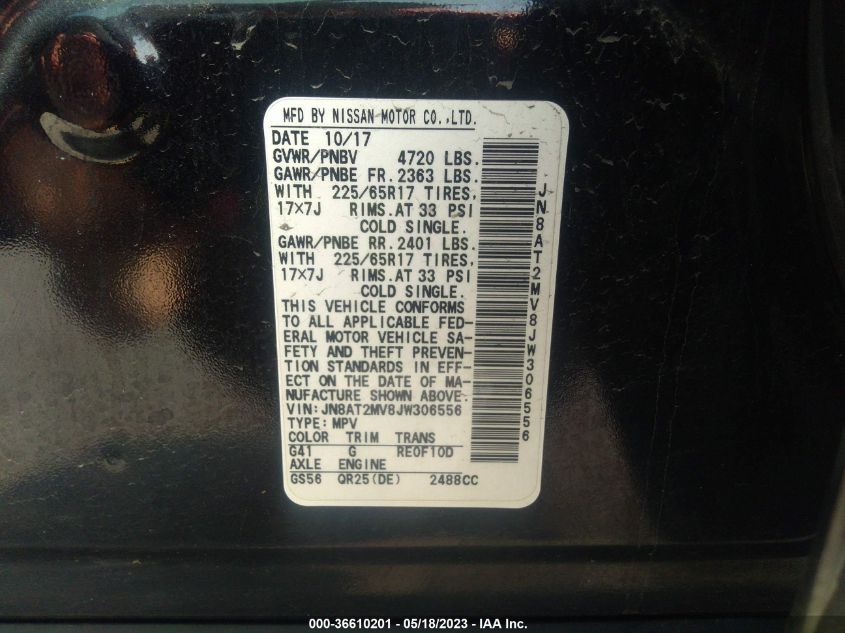 MFD BY NISSAN MOTOR CO.,LTD.
DATE 10/17
GVWR/PNBV 4720 LBS.
GAWR/PNBE FR. 2363 LBS.
WITH 225/65R17 TIRES,
17×7J RIMS.AT 33 PSI
COLD SINGLE.
GAWR/PNBE RR. 2401 LBS.
WITH 225/65R17 TIRES,
17×7J RIMS.AT 33 PSI
COLD SINGLE.
THIS VEHICLE CONFORMS
TO ALL APPLICABLE FED-
ERAL MOTOR VEHICLE SA-
FETY AND THEFT PREVEN-
TION STANDARDS IN EFF-
ECT ON THE DATE OF MA-
NUFACTURE SHOWN ABOVE.
VIN:JN8AT2MV8JW306556
TYPE: MPV
COLOR TRIM TRANS
G41 G RE0F10D
AXLE ENGINE
GS56 QR25(DE) 2488CC
JN8AT2MV8JW306556
000-36610201 - 05/18/2023 - IAA Inc.